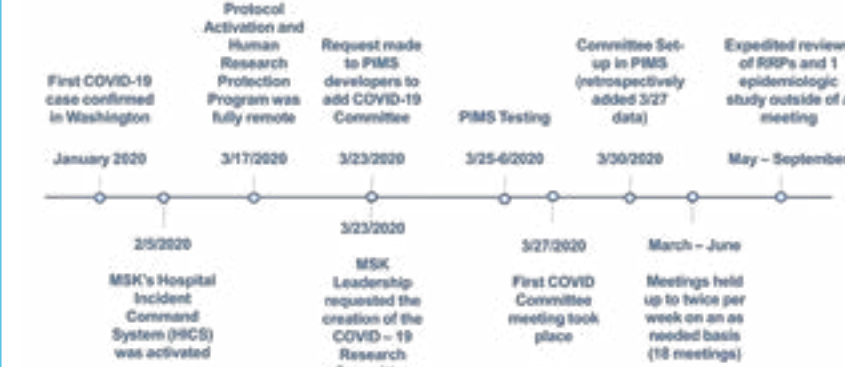 First COVID-19
case confirmed
in Washington
January 2020
Protocol
Activation and
Human
Research
Protection
Program was
fully remote
3/17/2020
Request made
to PIMS
developers to
add COVID-19
Committee
3/23/2020
PIMS Testing
3/25-6/2020
Committee Set-
up in PIMS
(retrospectively
added 3/27
data)
3/30/2020
Expedited review
of RRPs and 1
epidemiologic
study outside of a
meeting
May – September
2/5/2020
MSK's Hospital
Incident
Command
System (HICS)
was activated
3/23/2020
MSK
Leadership
requested the
creation of the
COVID – 19
Research
3/27/2020
First COVID
Committee
meeting took
place
March – June
Meetings held
up to twice per
week on an as
needed basis
(18 meetings)